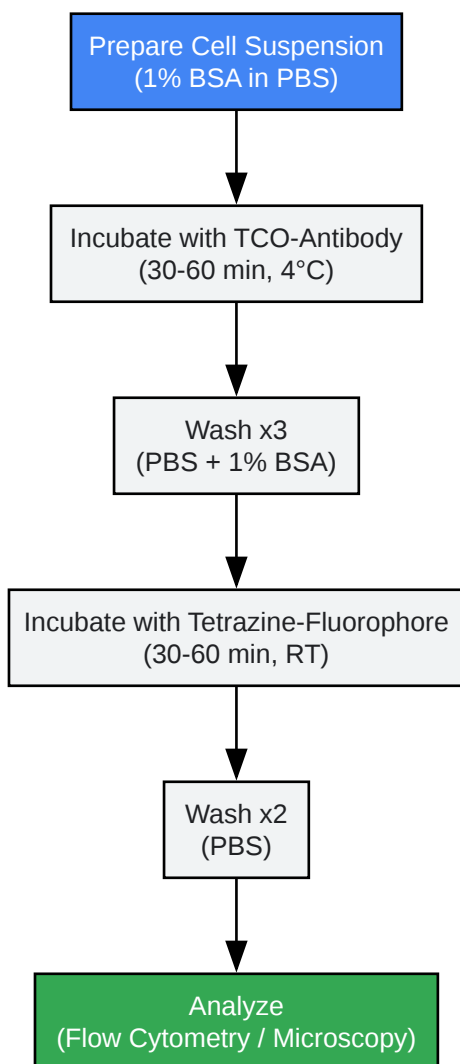 Prepare Cell Suspension
(1% BSA in PBS)
Incubate with TCO-Antibody
(30-60 min, 4°C)
Wash x3
(PBS + 1% BSA)
Incubate with Tetrazine-Fluorophore
(30-60 min, RT)
Wash x2
(PBS)
Analyze
(Flow Cytometry / Microscopy)